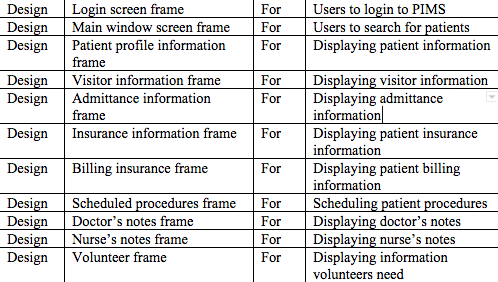 Design Login screen frame For Users to login to PIMS
Design Main window screen frame For Users to search for patients
Design Patient profile information For Displaying patient information
frame
Design Visitor information frame For Displaying visitor information
Design Admittance information For Displaying admittance
frame information
Design Insurance information frame For Displaying patient insurance
information
Design Billing insurance frame For Displaying patient billing
information
Design Scheduled procedures frame For Scheduling patient procedures
Design Doctor’s notes frame For Displaying doctor’s notes
Design Nurse’s notes frame For Displaying nurse’s notes
Design Volunteer frame For Displaying information
volunteers need